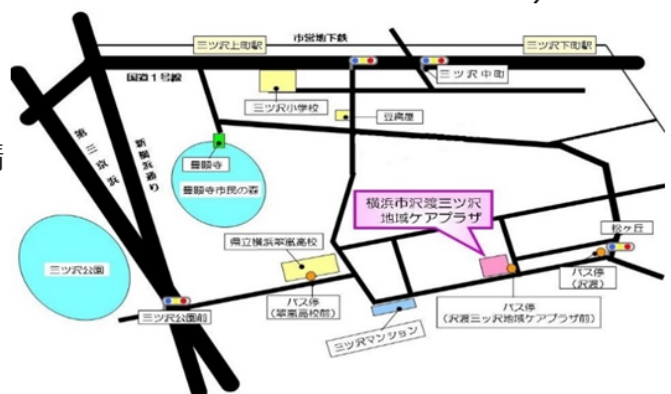 三ツ沢上町駅
市営地下鉄
三ツ沢下町駅
国道1号線
三ツ沢中町
三ツ沢小学校
豆腐屋
第三京浜
新横浜通り
豊顕寺
豊顕寺市民の森
横浜市沢渡三ツ沢
地域ケアプラザ
松ヶ丘
県立横浜翠嵐高校
三ツ沢公園
バス停
(沢渡)
バス停
(翠嵐高校前)
バス停
(沢渡三ッ沢地域ケアプラザ前)
三ツ沢公園前
三ツ沢マンション